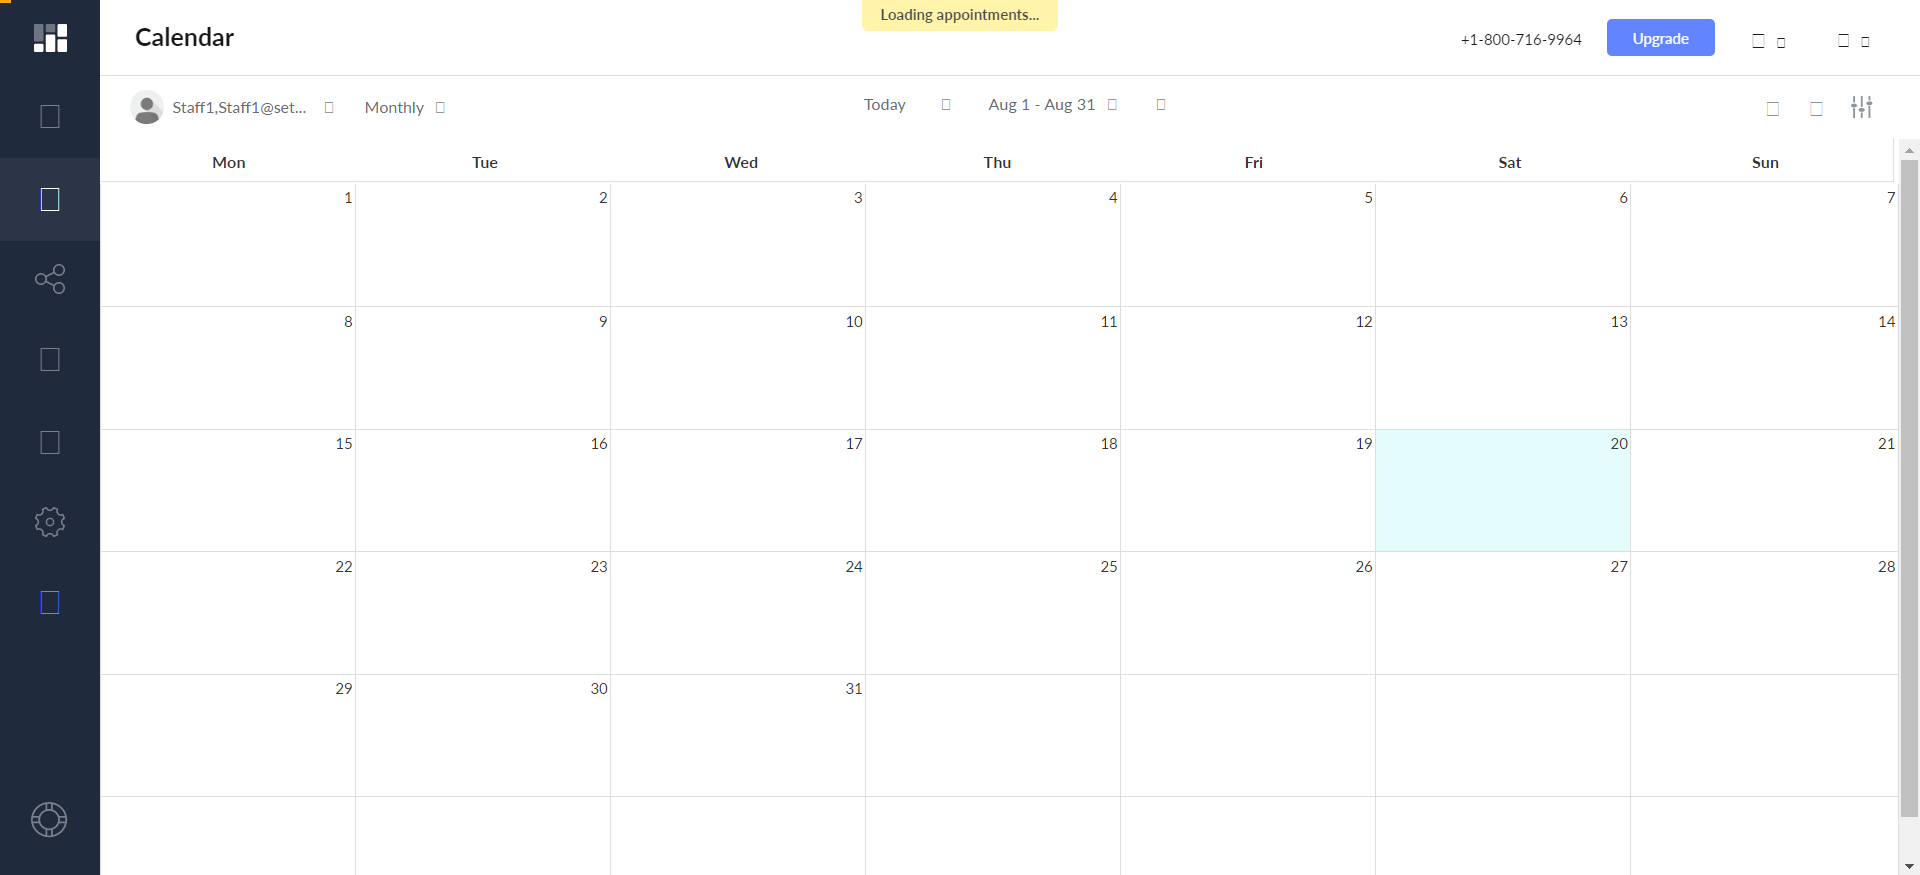 Loading appointments...
Calendar
+1-800-716-9964
Upgrade
Staff1,Staff1@set...
Monthly
Today
Aug 1 - Aug 31
Mon Tue Wed Thu Fri Sat Sun
1 2 3 4 5 6 7
8 9 10 11 12 13 14
15 16 17 18 19 20 21
22 23 24 25 26 27 28
29 30 31